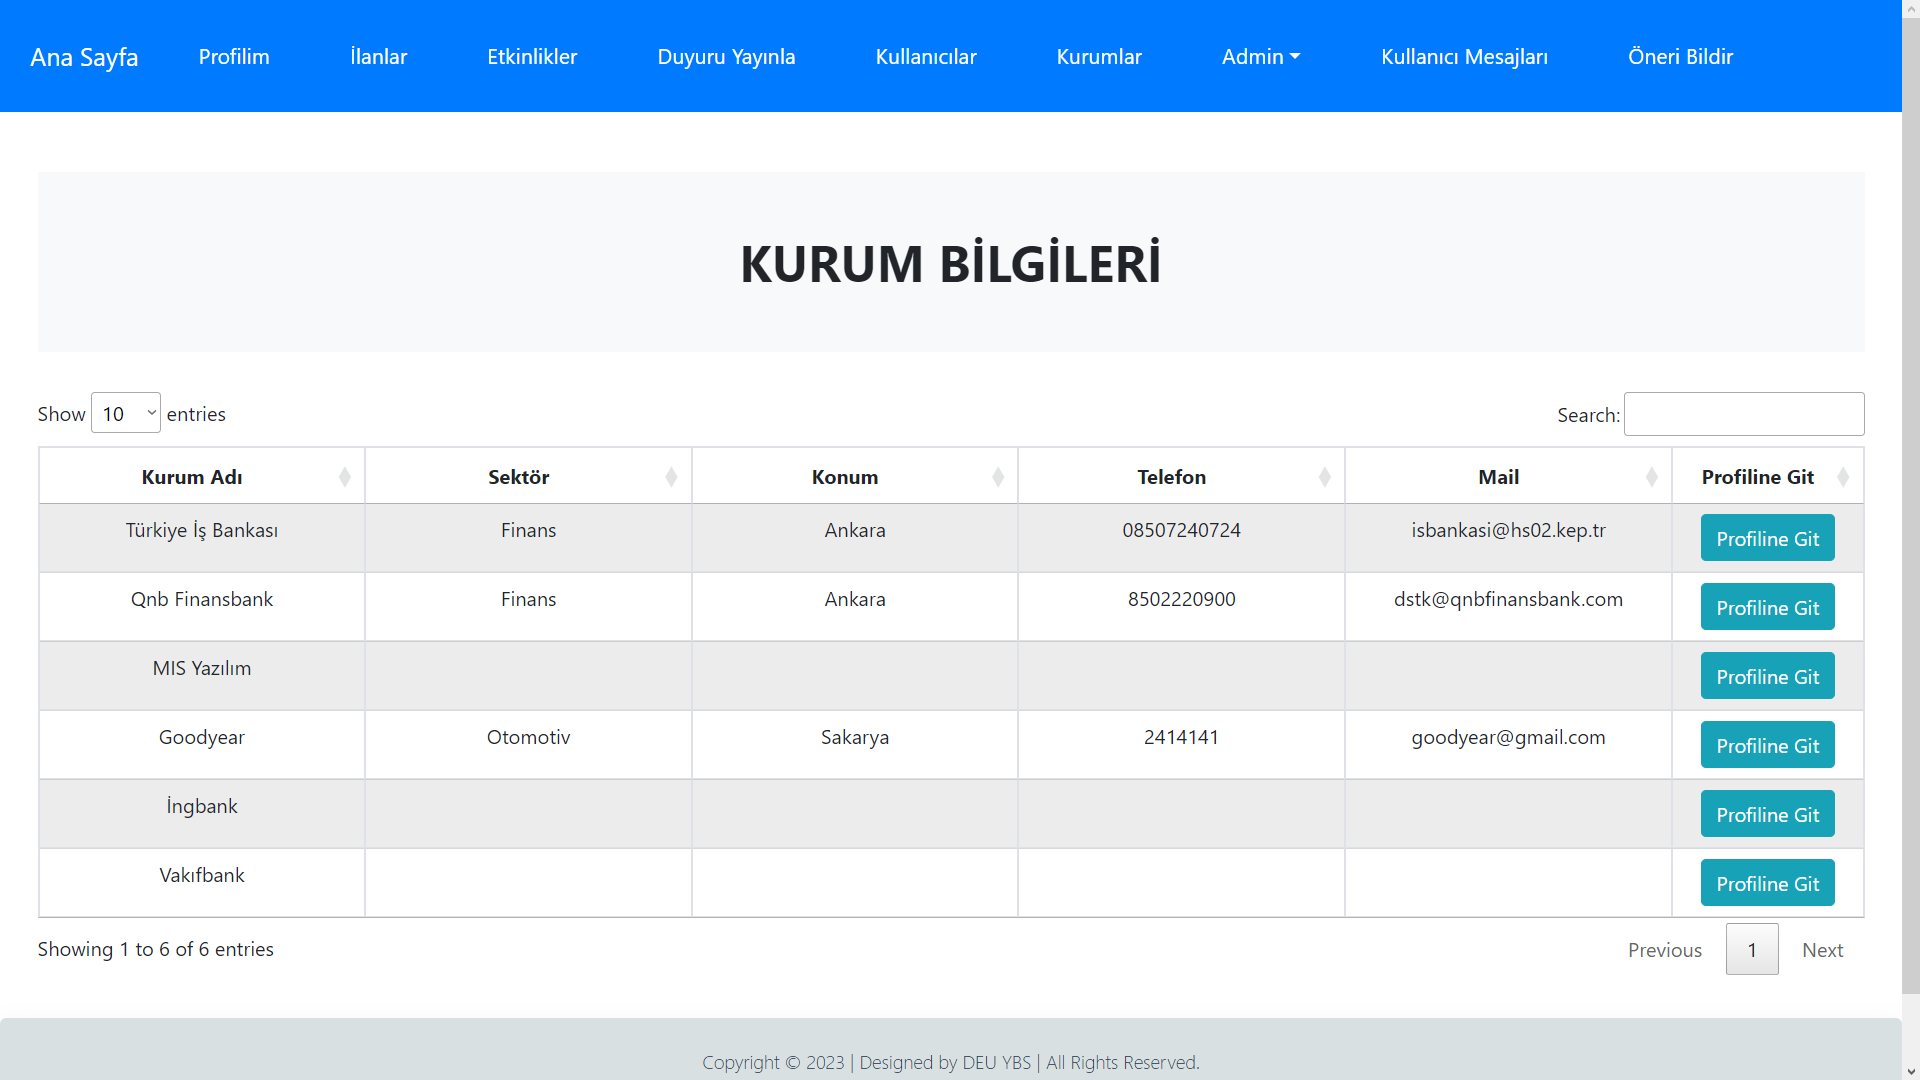 Ana Sayfa Profilim İlanlar Etkinlikler Duyuru Yayınla Kullanıcılar Kurumlar Admin Kullanıcı Mesajları Öneri Bildir
KURUM BİLGİLERİ
Show 10 entries Search:
Kurum Adı Sektör Konum Telefon Mail Profiline Git
Türkiye İş Bankası Finans Ankara 08507240724 isbankasi@hs02.kep.tr Profiline Git
Qnb Finansbank Finans Ankara 8502220900 dstk@qnbfinansbank.com Profiline Git
MIS Yazılım Profiline Git
Goodyear Otomotiv Sakarya 2414141 goodyear@gmail.com Profiline Git
İngbank Profiline Git
Vakıfbank Profiline Git
Showing 1 to 6 of 6 entries Previous 1 Next
Copyright © 2023 | Designed by DEU YBS | All Rights Reserved.